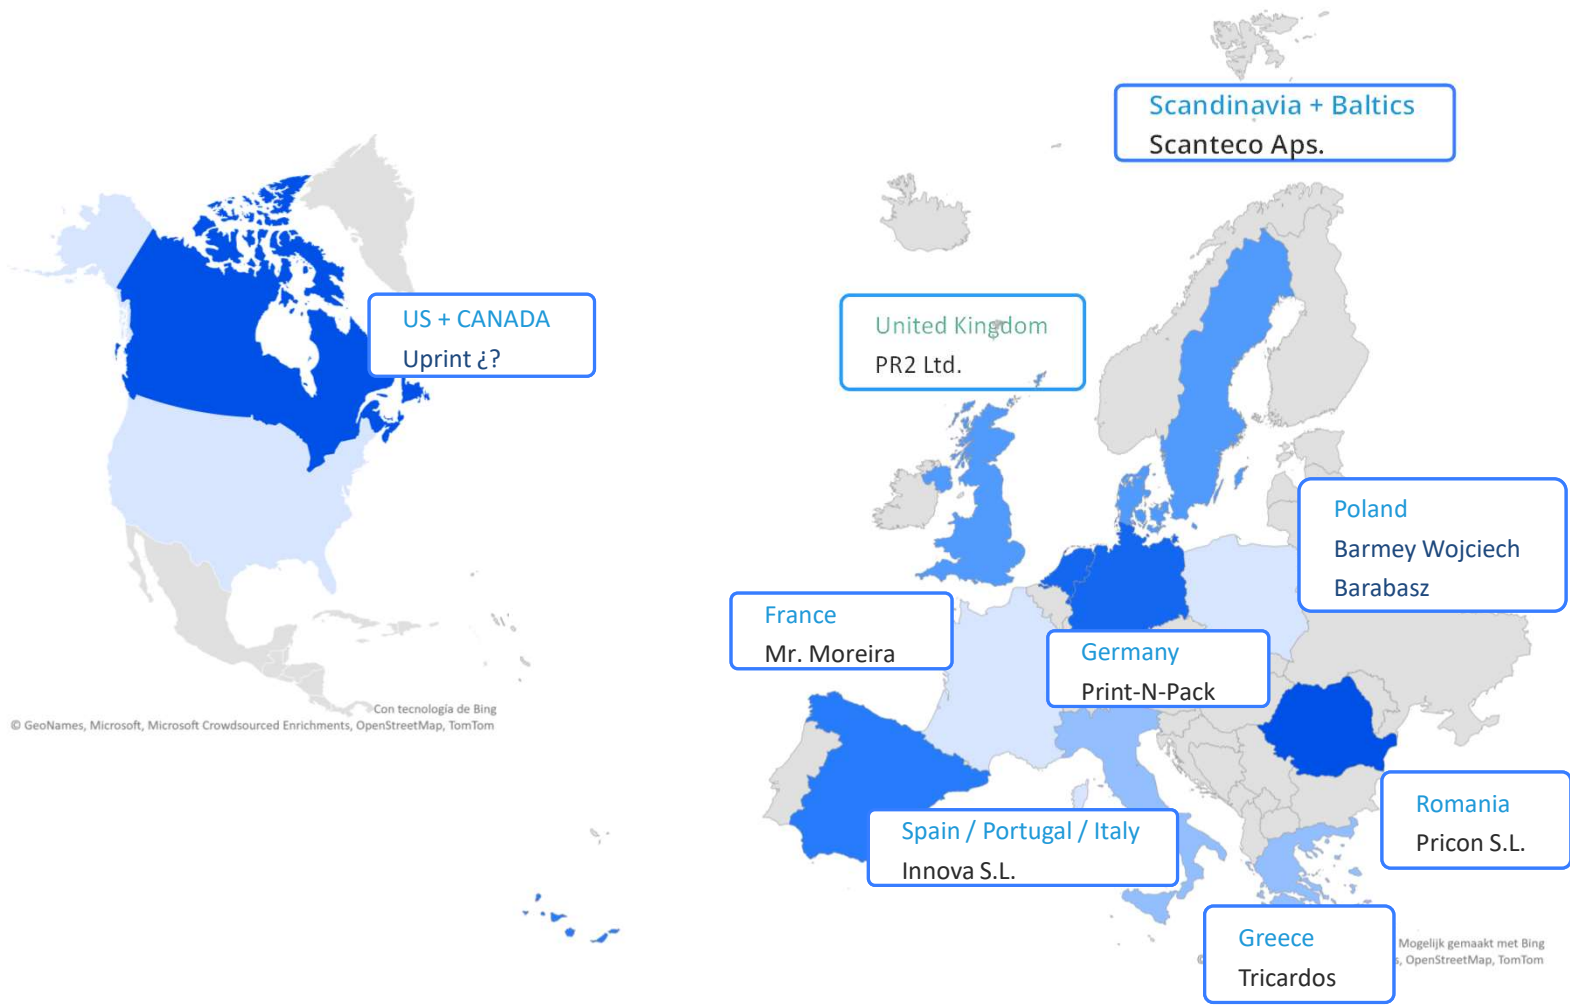 Scandinavia + Baltics
Scanteco Aps.
US + CANADA
Uprint ¿?
United Kingdom
PR2 Ltd.
Poland
Barmey Wojciech
Barabasz
France
Mr. Moreira
Germany
Print-N-Pack
Con tecnología de Bing
© GeoNames, Microsoft, Microsoft Crowdsourced Enrichments, OpenStreetMap, TomTom
Spain / Portugal / Italy
Innova S.L.
Romania
Pricon S.L.
Greece
Tricardos
Mogelijk gemaakt met Bing
©
, OpenStreetMap, TomTom